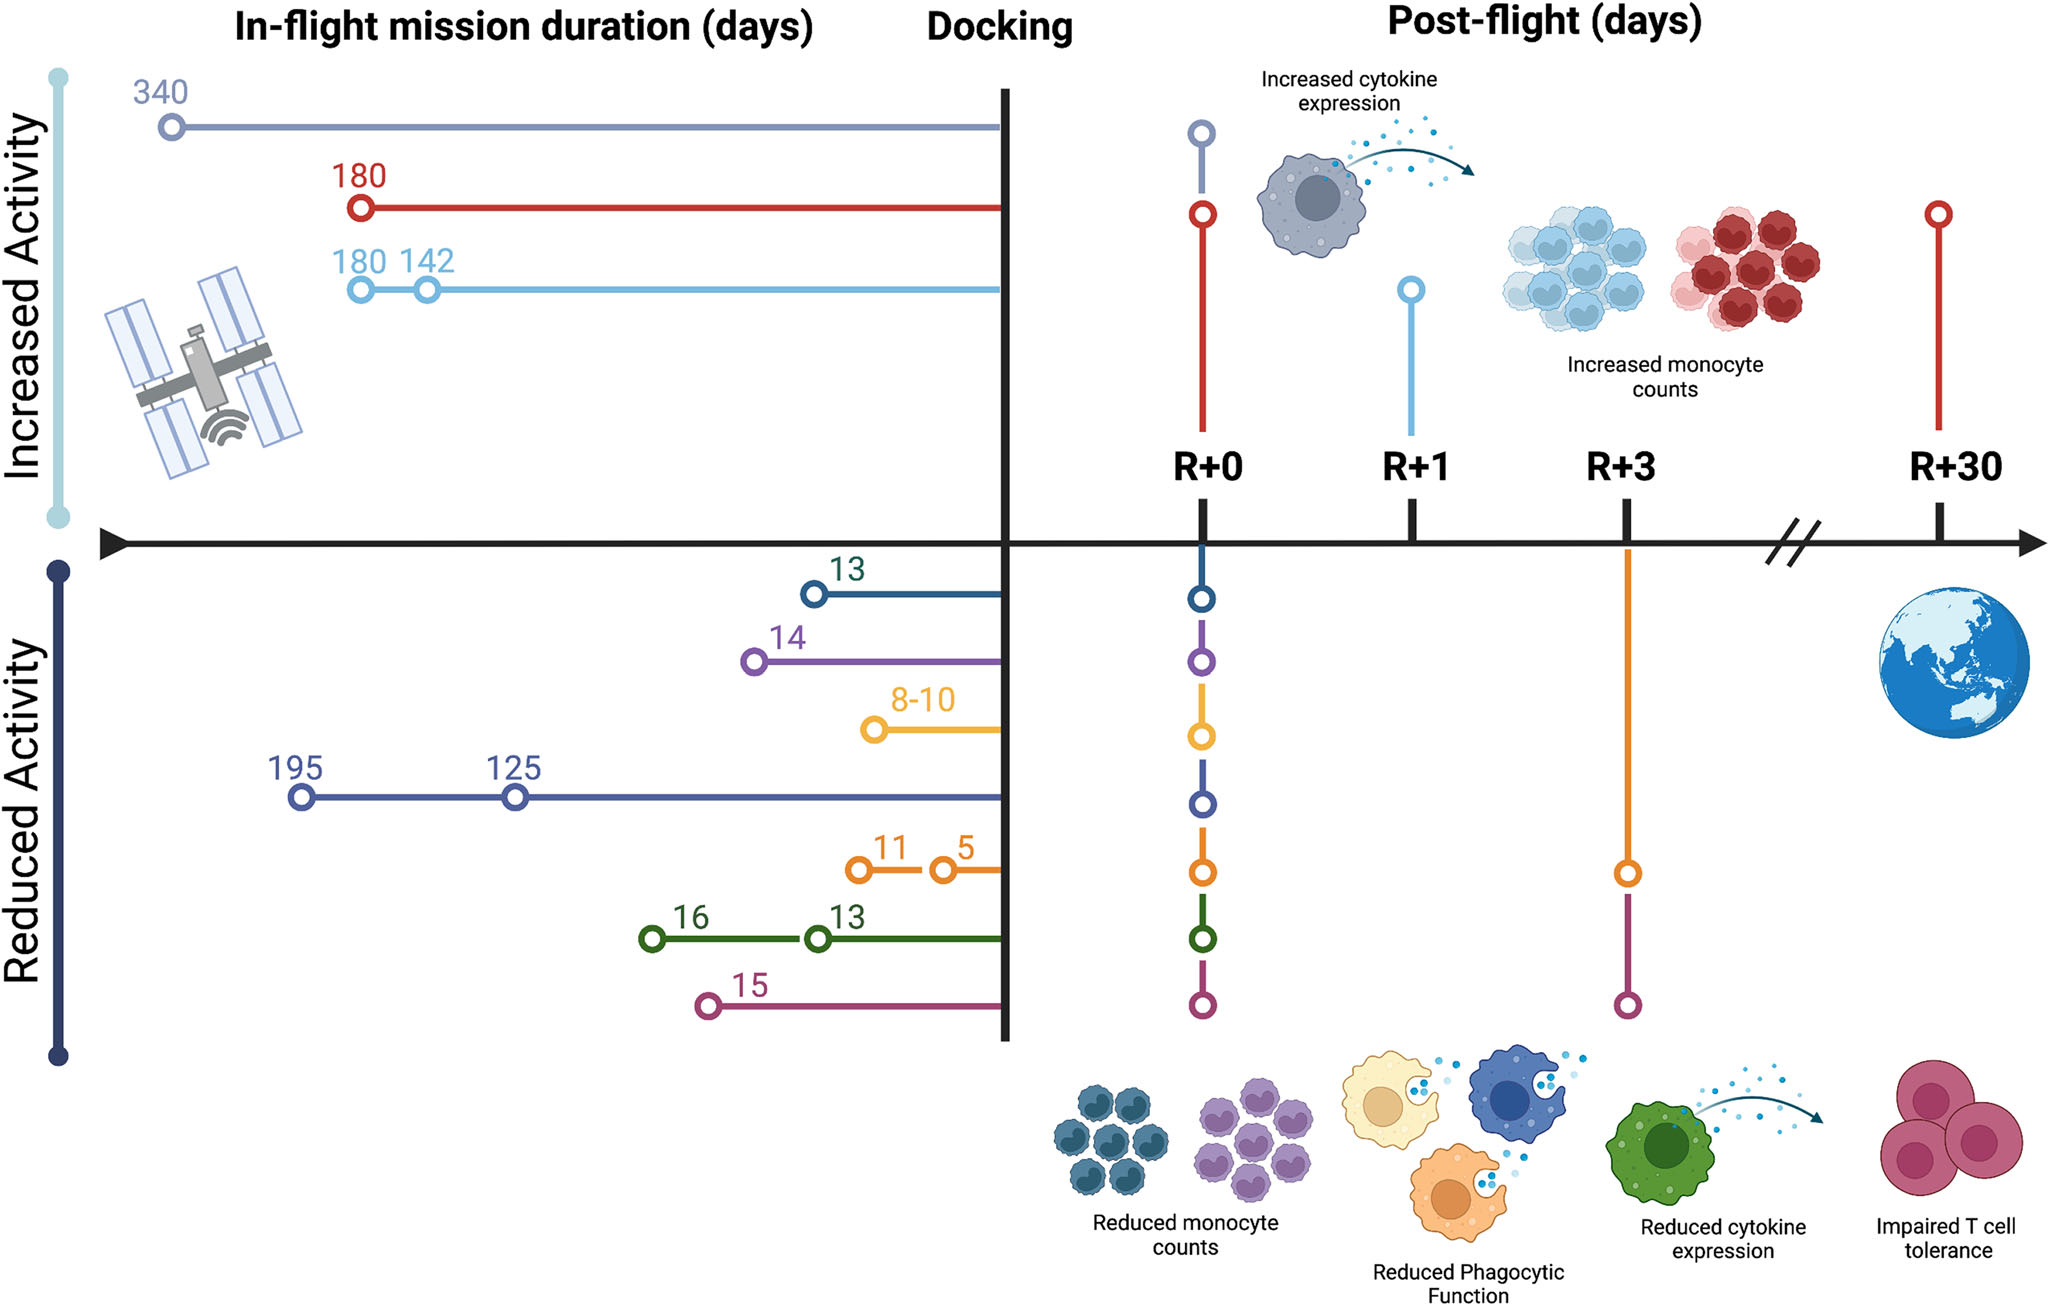 In-flight mission duration (days)
Docking
Post-flight (days)
Increased Activity
340
180
180 142
Increased cytokine
expression
Increased monocyte
counts
R+0
R+1
R+3
R+30
Reduced Activity
13
14
8-10
195
125
11
5
16
13
15
Reduced monocyte
counts
Reduced Phagocytic
Function
Reduced cytokine
expression
Impaired T cell
tolerance